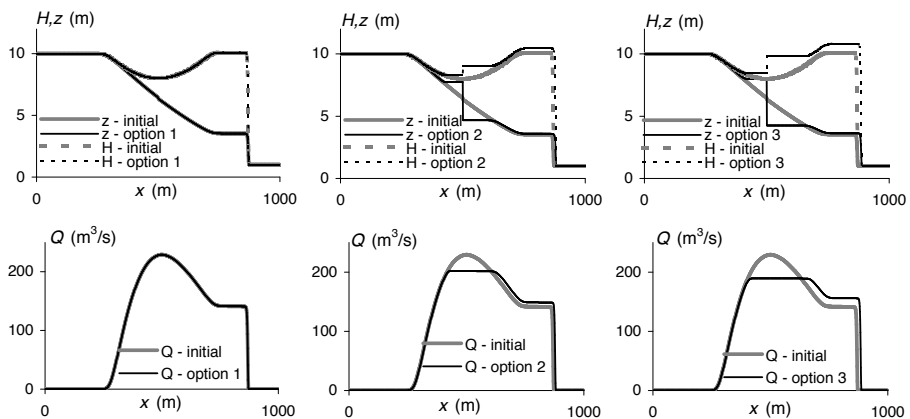 H,z (m)
10
5
0
z - initial
z - option 1
H - initial
H - option 1
0
x (m)
1000
H,z (m)
10
5
0
z - initial
z - option 2
H - initial
H - option 2
0
x (m)
1000
H,z (m)
10
5
0
z - initial
z - option 3
H - initial
H - option 3
0
x (m)
1000
Q (m³/s)
200
100
0
Q - initial
Q - option 1
0
x (m)
1000
Q (m³/s)
200
100
0
Q - initial
Q - option 2
0
x (m)
1000
Q (m³/s)
200
100
0
Q - initial
Q - option 3
0
x (m)
1000